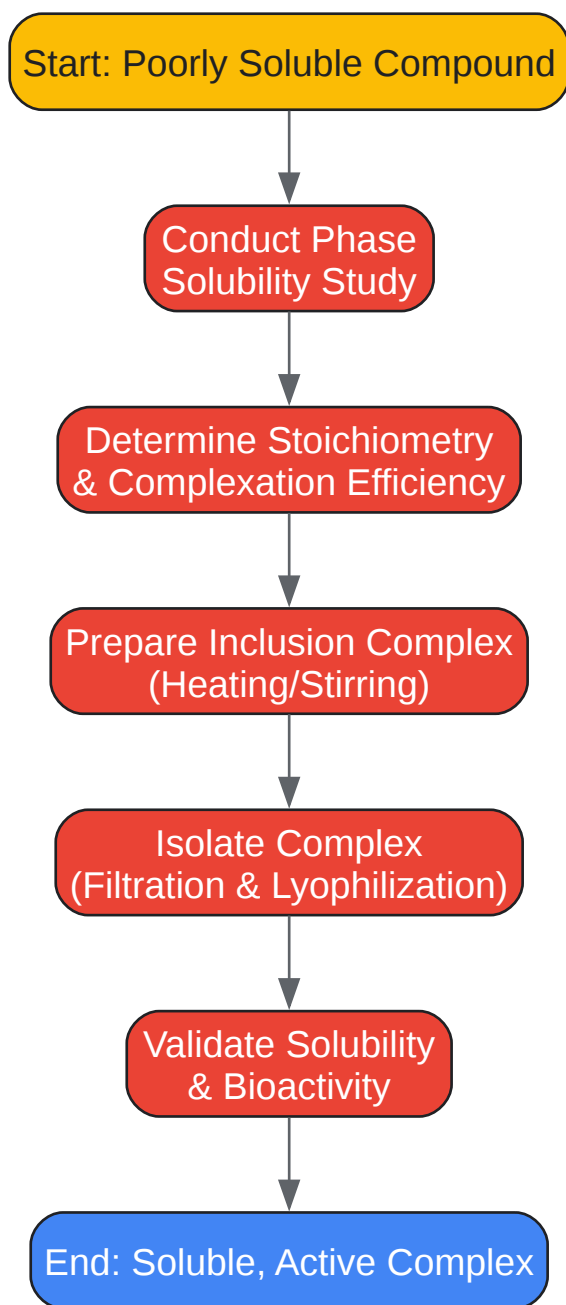 Start: Poorly Soluble Compound
Conduct Phase
Solubility Study
Determine Stoichiometry
& Complexation Efficiency
Prepare Inclusion Complex
(Heating/Stirring)
Isolate Complex
(Filtration & Lyophilization)
Validate Solubility
& Bioactivity
End: Soluble, Active Complex